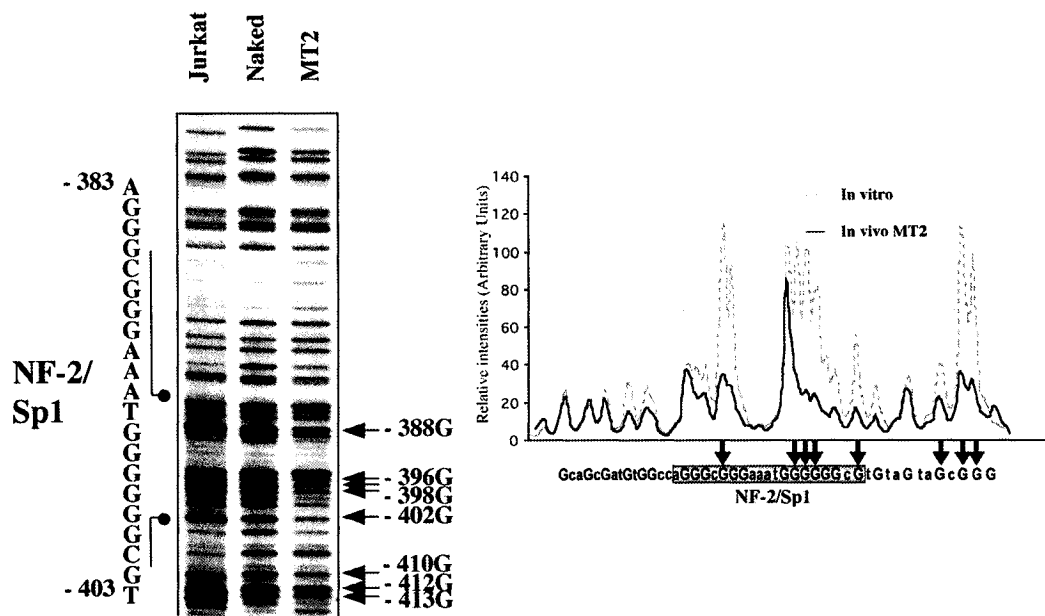 Jurkat
Naked
MT2
- 383
A
G
G
G
C
G
G
G
A
A
A
T
G
G
G
G
G
G
C
G
T
- 403
NF-2/
Sp1
- 388G
- 396G
- 398G
- 402G
- 410G
- 412G
- 413G
Relative intensities (Arbitrary Units)
140
120
100
80
60
40
20
0
In vitro
In vivo MT2
GcaGcGatGtGGccaGGGcGGGaaatGGGGGGcGtGtaGtaGcGGG
NF-2/Sp1